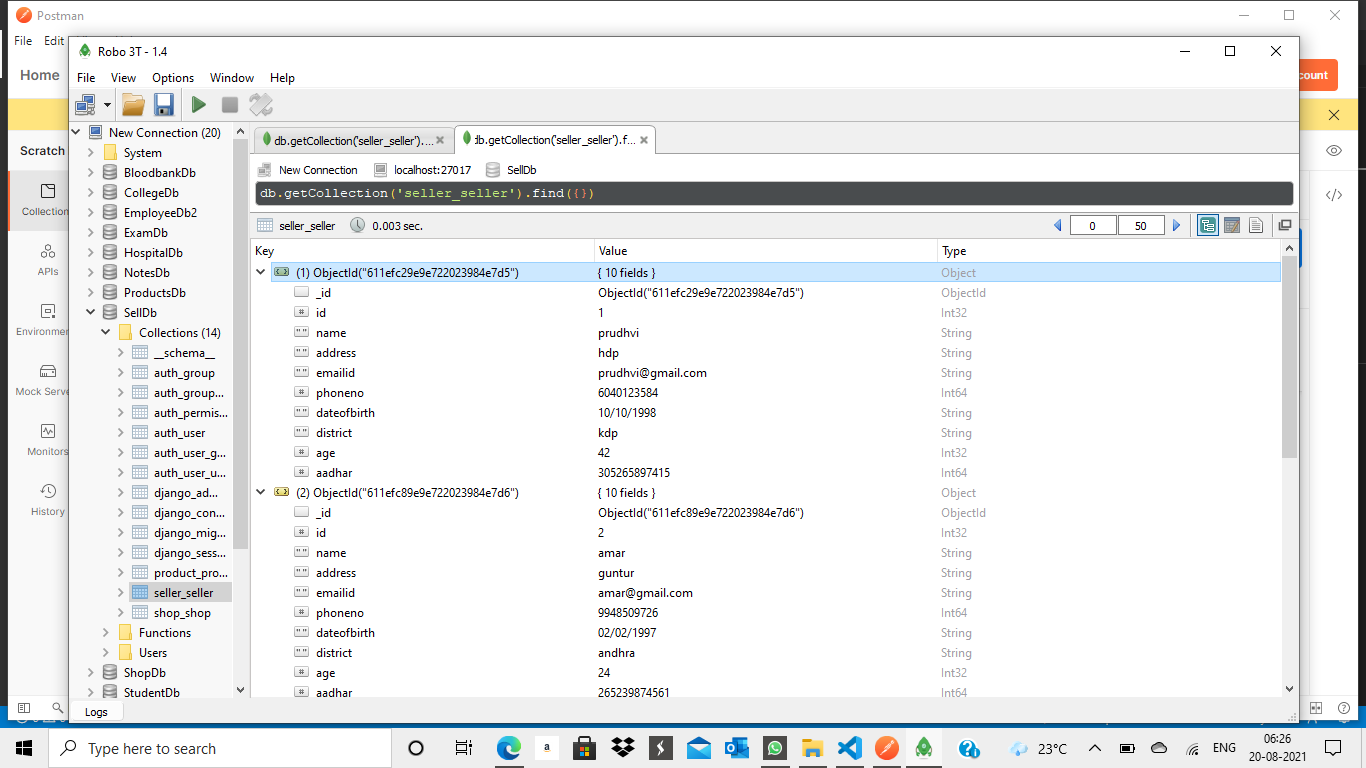 Postman
File Edit
Robo 3T - 1.4
Home
File View Options Window Help
count
Scratch
Collection
APIs
Environmen
Mock Serve
Monitors
History
New Connection (20)
System
BloodbankDb
CollegeDb
EmployeeDb2
ExamDb
HospitalDb
NotesDb
ProductsDb
SellDb
Collections (14)
__schema__
auth_group
auth_group...
auth_permis...
auth_user
auth_user_g...
auth_user_u...
django_ad...
django_con...
django_mig...
django_sess...
product_pro...
seller_seller
shop_shop
Functions
Users
ShopDb
StudentDb
db.getCollection('seller_seller')....
db.getCollection('seller_seller').f...
New Connection localhost:27017 SellDb
db.getCollection('seller_seller').find({})
seller_seller 0.003 sec. 0 50
Key Value Type
(1) ObjectId("611efc29e9e722023984e7d5") { 10 fields } Object
_id ObjectId("611efc29e9e722023984e7d5") ObjectId
id 1 Int32
name prudhvi String
address hdp String
emailid prudhvi@gmail.com String
phoneno 6040123584 Int64
dateofbirth 10/10/1998 String
district kdp String
age 42 Int32
aadhar 305265897415 Int64
(2) ObjectId("611efc89e9e722023984e7d6") { 10 fields } Object
_id ObjectId("611efc89e9e722023984e7d6") ObjectId
id 2 Int32
name amar String
address guntur String
emailid amar@gmail.com String
phoneno 9948509726 Int64
dateofbirth 02/02/1997 String
district andhra String
age 24 Int32
aadhar 265239874561 Int64
Logs
Type here to search
a
23°C
ENG
06:26
20-08-2021